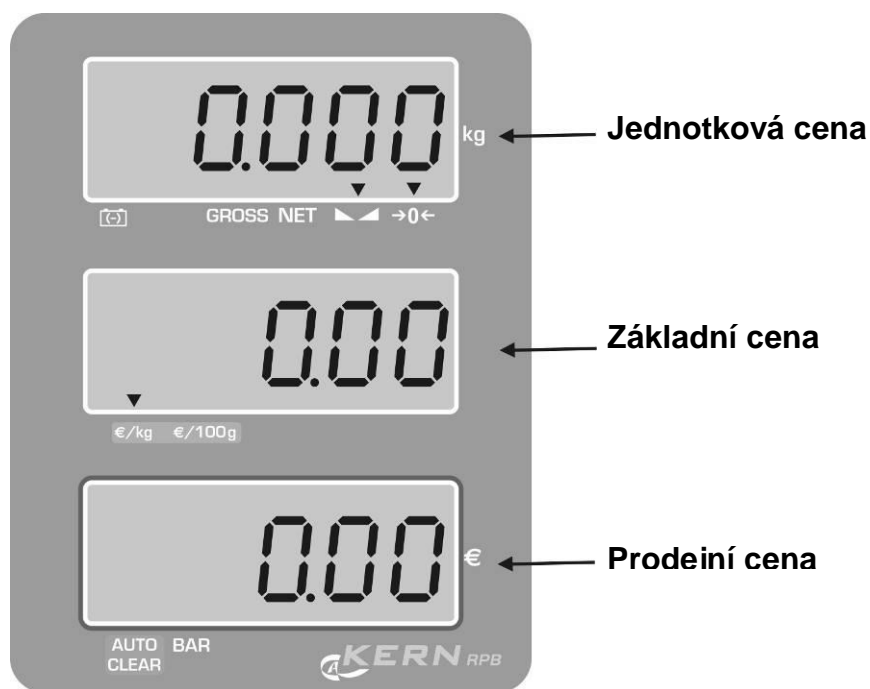 0.000 kg Jednotková cena
GROSS NET →0←
0.00 Základní cena
€/kg €/100g
0.00 € Prodejní cena
AUTO BAR
CLEAR
KERN RPB